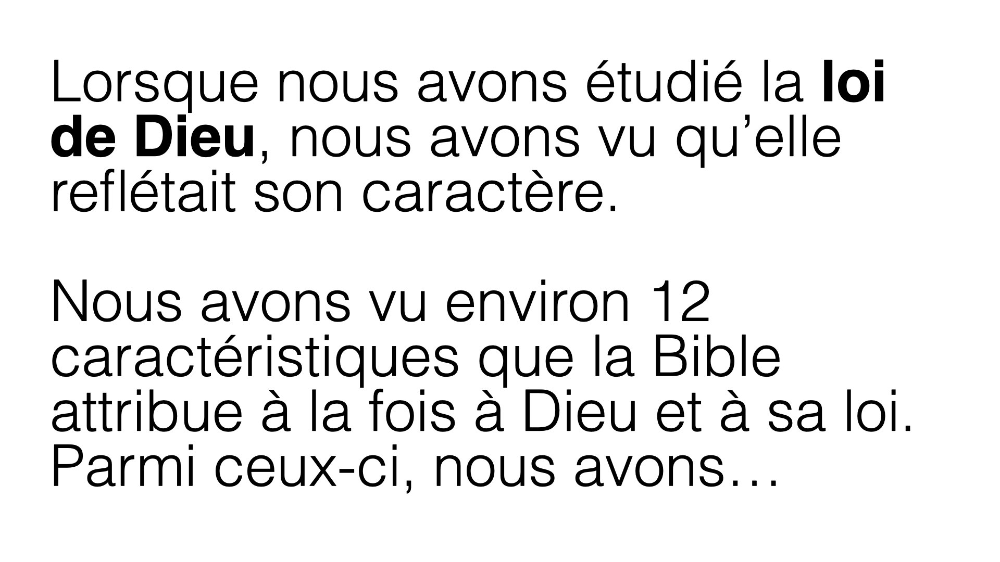 Lorsque nous avons étudié la loi
de Dieu, nous avons vu qu’elle
reflétait son caractère.
Nous avons vu environ 12
caractéristiques que la Bible
attribue à la fois à Dieu et à sa loi.
Parmi ceux-ci, nous avons…